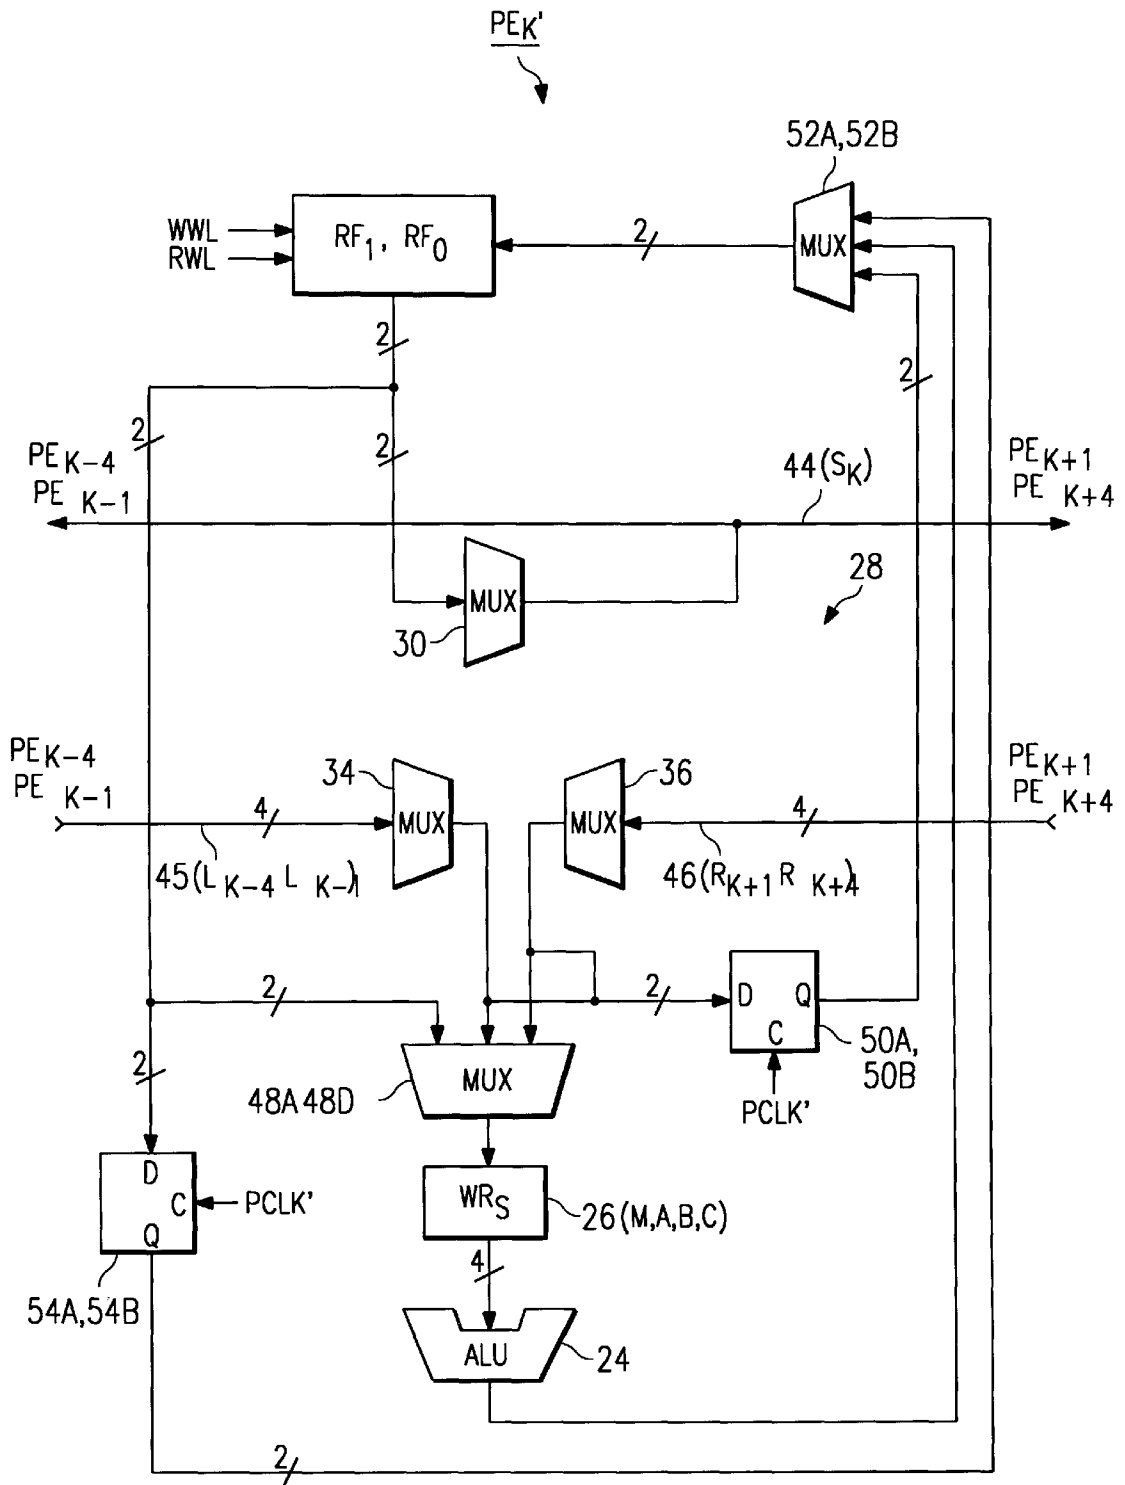 PEK'
52A,52B
WWL
RWL
RF1, RF0
2
MUX
2
2
2
2
PEK-4
PE K-1
44(SK)
PEK+1
PE K+4
MUX
30
28
PEK-4
PE K-1
34
36
PEK+1
PE K+4
4
MUX
MUX
4
45(L K-4 L K-1)
46(RK+1 R K+4)
2
2
D Q
C
50A,
50B
2
MUX
48A48D
PCLK'
D
C
Q
PCLK'
WRS
26(M,A,B,C)
4
54A,54B
ALU
24
2